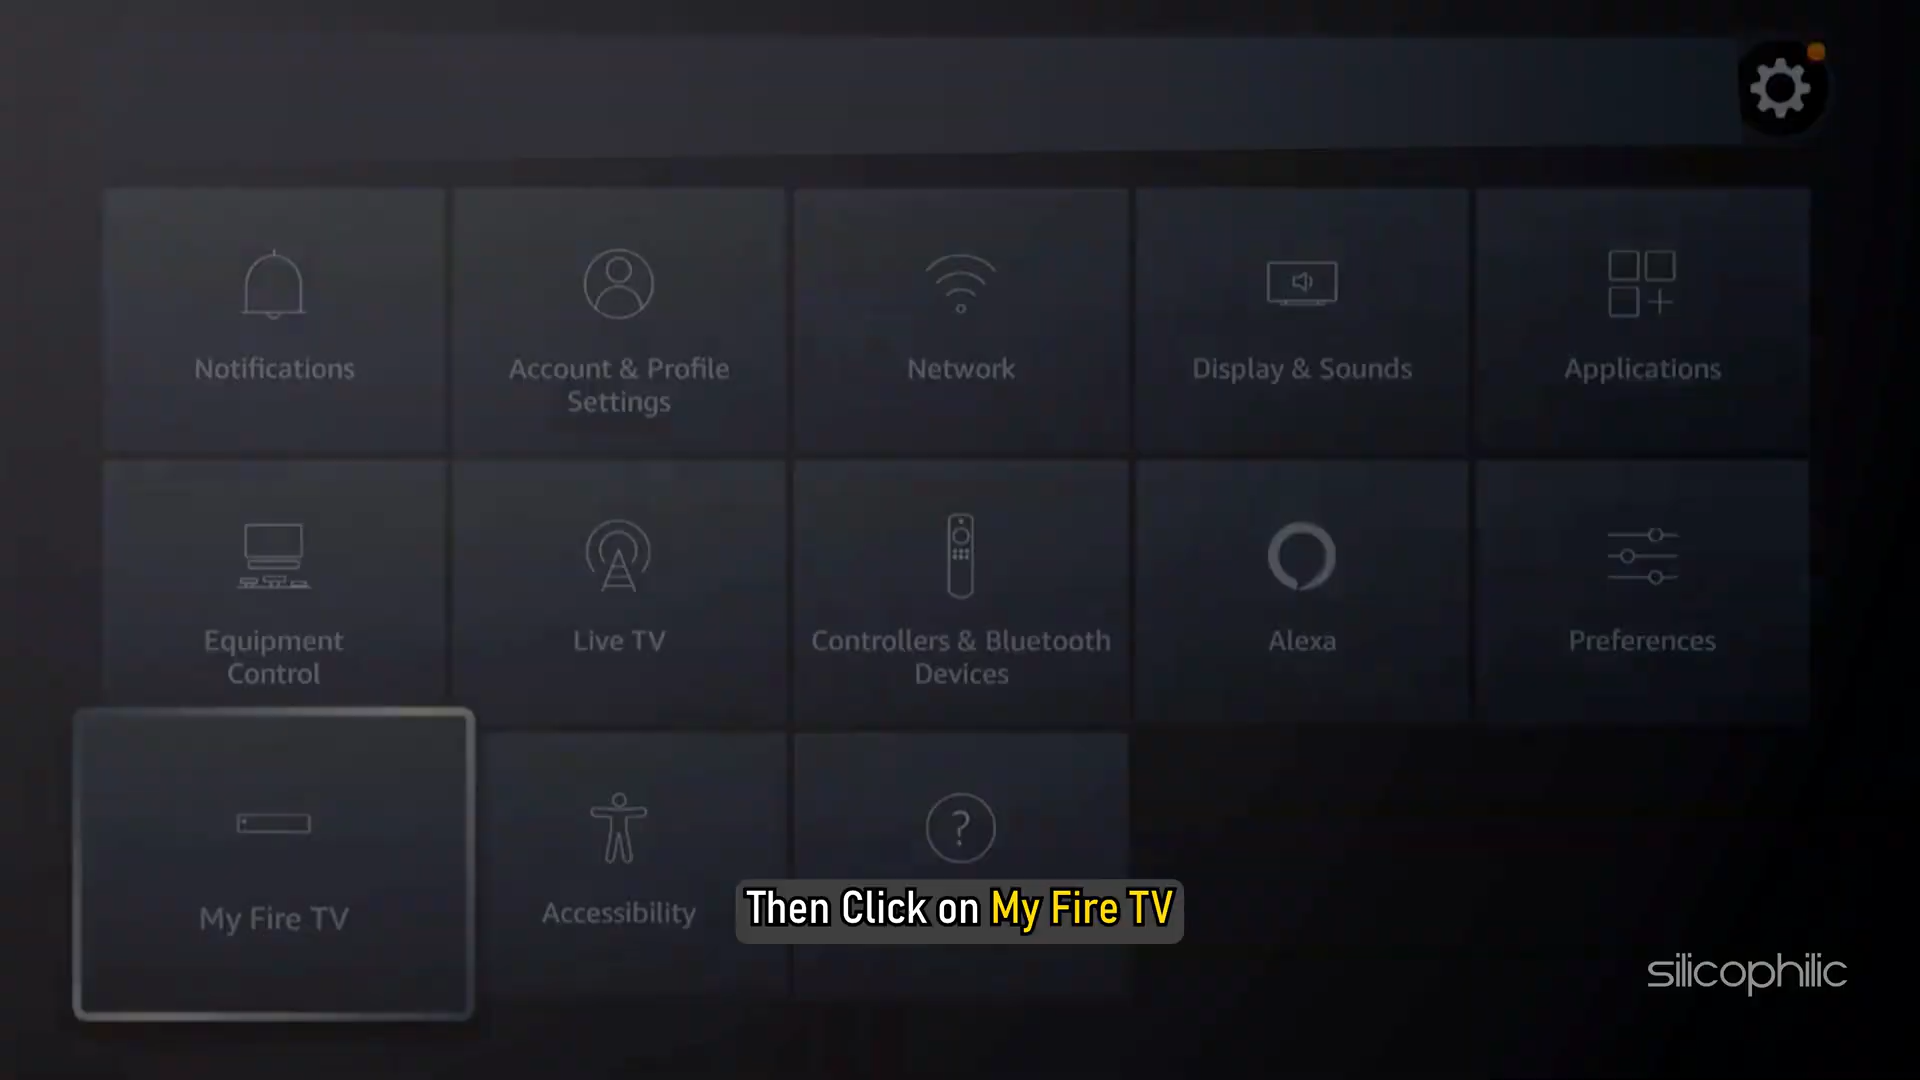 Notifications
Account & Profile
Settings
Network
Display & Sounds
Applications
Equipment
Control
Live TV
Controllers & Bluetooth
Devices
Alexa
Preferences
My Fire TV
Accessibility
?
Then Click on My Fire TV
silicophilic